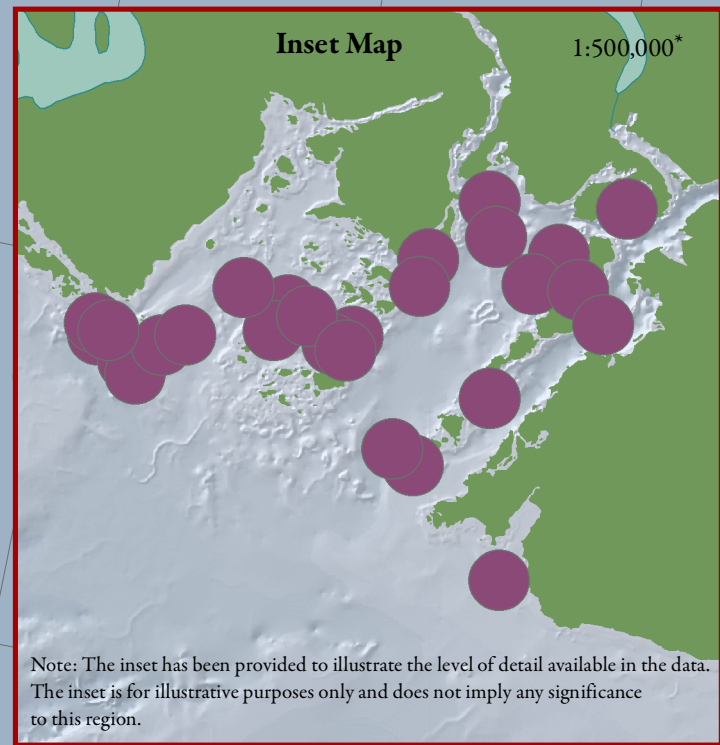 Inset Map
1:500,000*
Note: The inset has been provided to illustrate the level of detail available in the data.
The inset is for illustrative purposes only and does not imply any significance
to this region.